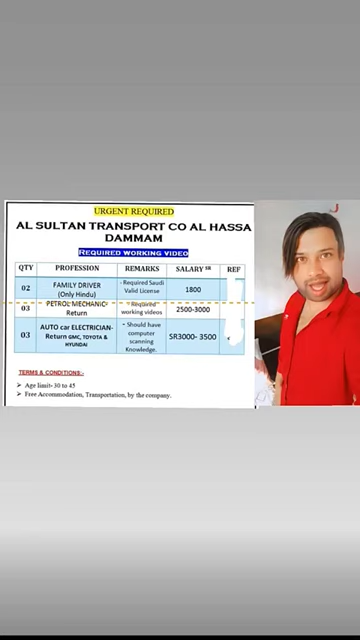 URGENT REQUIRED
AL SULTAN TRANSPORT CO AL HASSA
DAMMAM
REQUIRED WORKING VIDEO
QTY PROFESSION REMARKS SALARY SR REF
02 FAMILY DRIVER (Only Hindu) - Required Saudi Valid License 1800
03 PETROL MECHANIC- Return - Required working videos 2500-3000
03 AUTO car ELECTRICIAN- Return GMC, TOYOTA & HYUNDAI - Should have computer scanning Knowledge. SR3000- 3500
TERMS & CONDITIONS:-
➤ Age limit- 30 to 45
➤ Free Accommodation, Transportation, by the company.